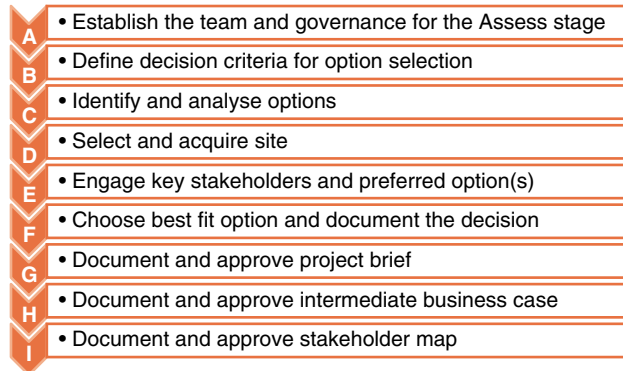 A • Establish the team and governance for the Assess stage
B • Define decision criteria for option selection
C • Identify and analyse options
D • Select and acquire site
E • Engage key stakeholders and preferred option(s)
F • Choose best fit option and document the decision
G • Document and approve project brief
H • Document and approve intermediate business case
I • Document and approve stakeholder map